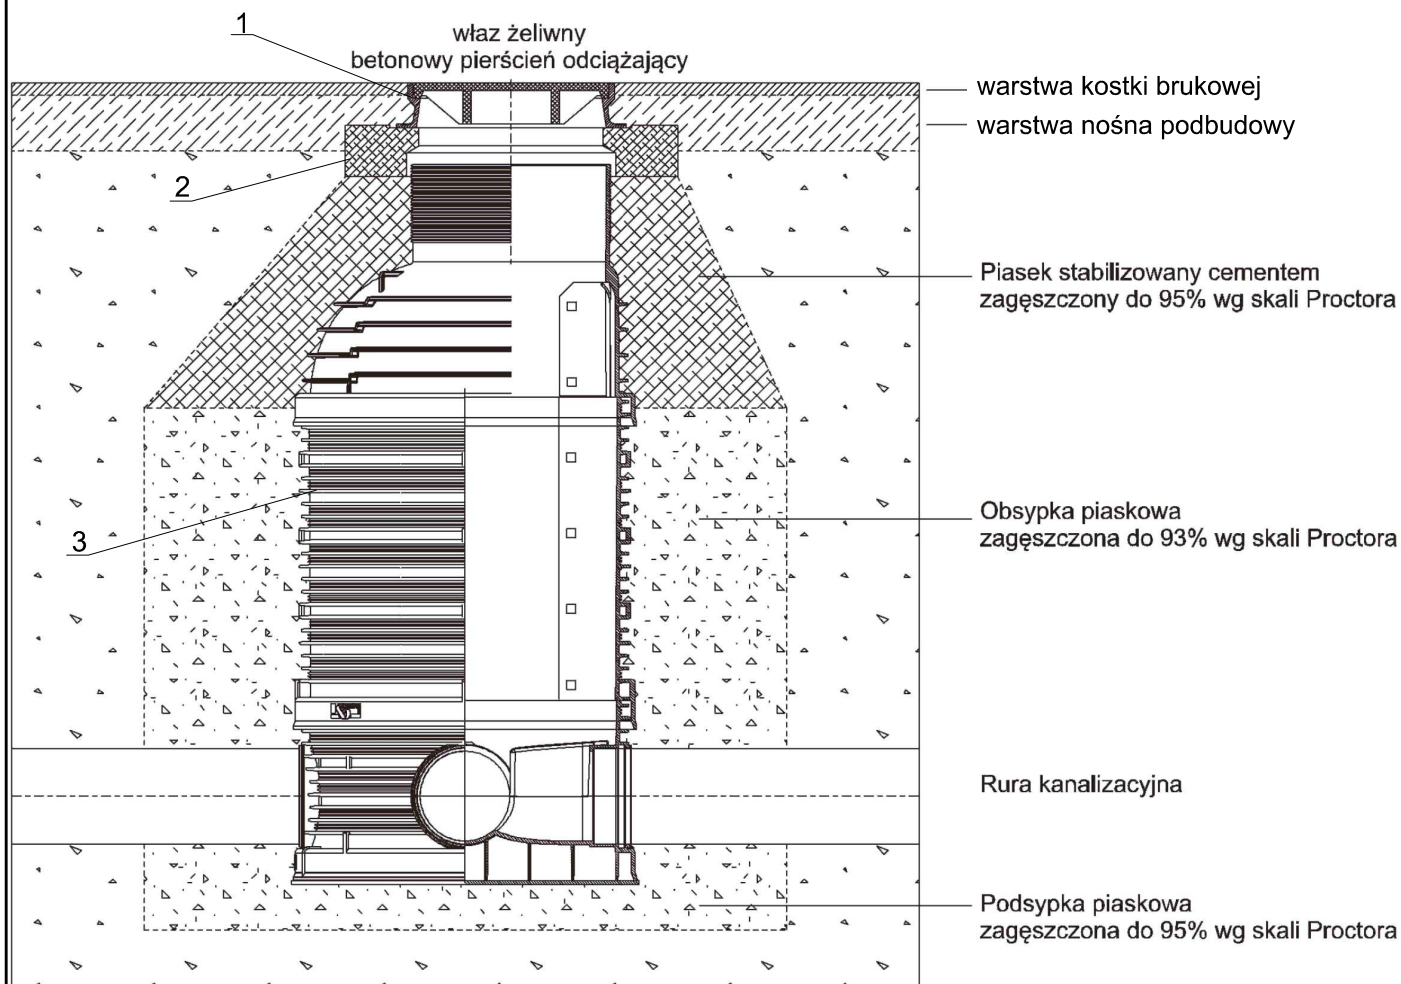 1
właz żeliwny
betonowy pierścień odciążający
warstwa kostki brukowej
warstwa nośna podbudowy
2
Piasek stabilizowany cementem
zagęszczony do 95% wg skali Proctora
Obsypka piaskowa
zagęszczona do 93% wg skali Proctora
3
Rura kanalizacyjna
Podsypka piaskowa
zagęszczona do 95% wg skali Proctora